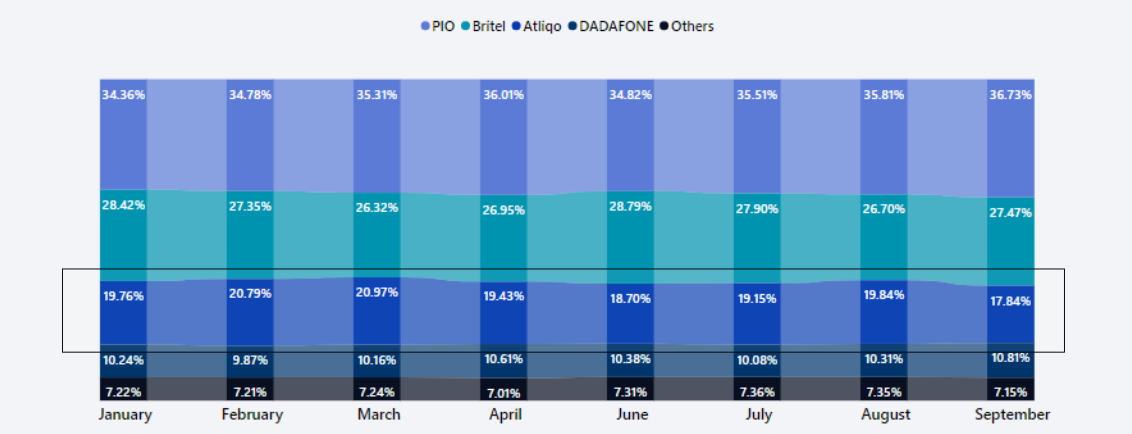 PIO Britel Atliqo DADAFONE Others
34.36% 34.78% 35.31% 36.01% 34.82% 35.51% 35.81% 36.73%
28.42% 27.35% 26.32% 26.95% 28.79% 27.90% 26.70% 27.47%
19.76% 20.79% 20.97% 19.43% 18.70% 19.15% 19.84% 17.84%
10.24% 9.87% 10.16% 10.61% 10.38% 10.08% 10.31% 10.81%
7.22% 7.21% 7.24% 7.01% 7.31% 7.36% 7.35% 7.15%
January February March April June July August September